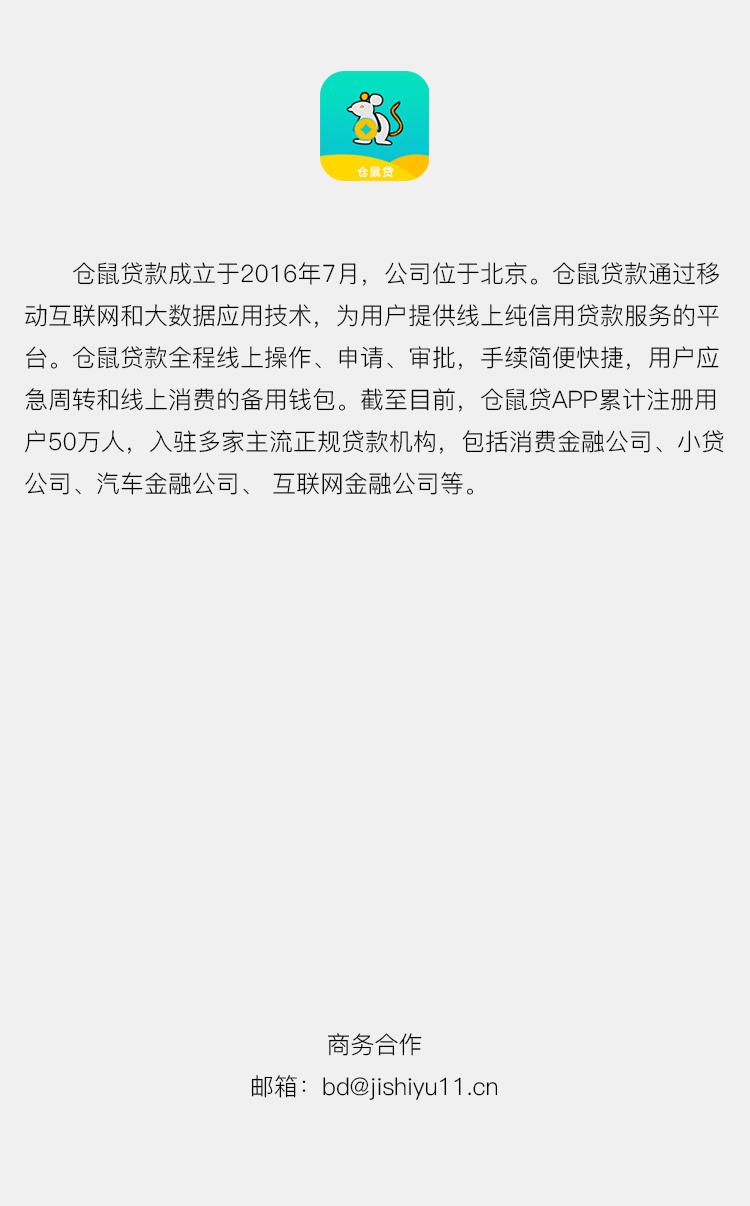 仓鼠贷
仓鼠贷款成立于2016年7月，公司位于北京。仓鼠贷款通过移
动互联网和大数据应用技术，为用户提供线上纯信用贷款服务的平
台。仓鼠贷款全程线上操作、申请、审批，手续简便快捷，用户应
急周转和线上消费的备用钱包。截至目前，仓鼠贷APP累计注册用
户50万人，入驻多家主流正规贷款机构，包括消费金融公司、小贷
公司、汽车金融公司、 互联网金融公司等。
商务合作
邮箱：bd@jishiyu11.cn